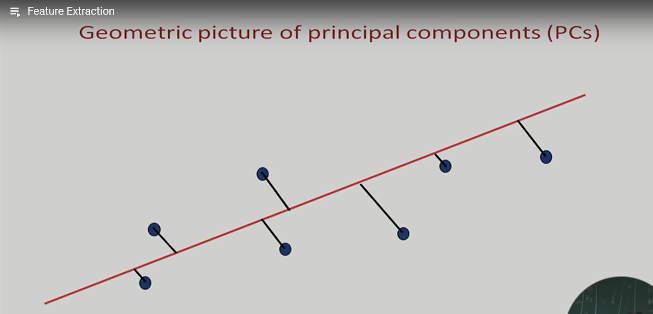 Feature Extraction
Geometric picture of principal components (PCs)